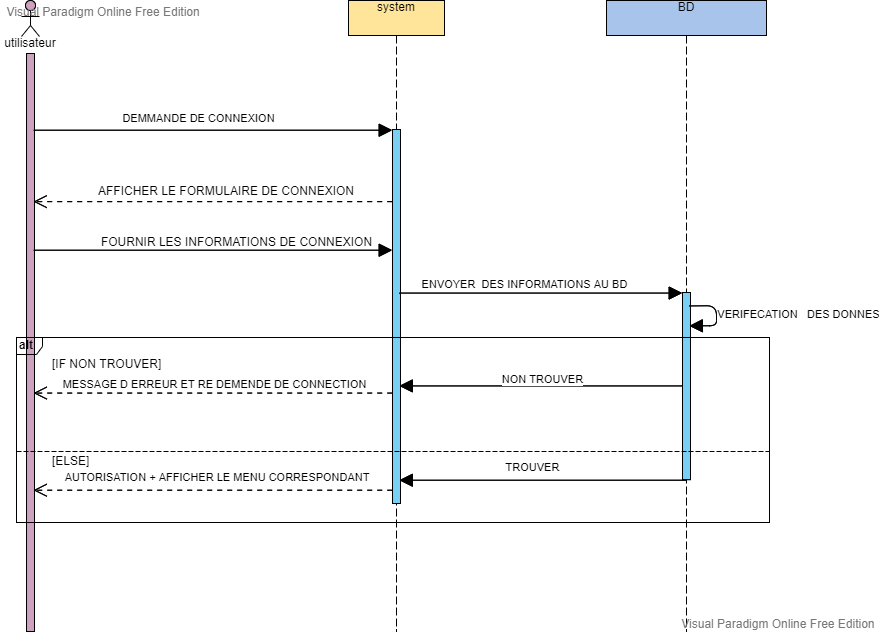 Visual Paradigm Online Free Edition
system
BD
utilisateur
DEMMANDE DE CONNEXION
AFFICHER LE FORMULAIRE DE CONNEXION
FOURNIR LES INFORMATIONS DE CONNEXION
ENVOYER DES INFORMATIONS AU BD
VERIFECATION DES DONNES
alt
[IF NON TROUVER]
MESSAGE D ERREUR ET RE DEMENDE DE CONNECTION
NON TROUVER
[ELSE]
TROUVER
AUTORISATION + AFFICHER LE MENU CORRESPONDANT
Visual Paradigm Online Free Edition